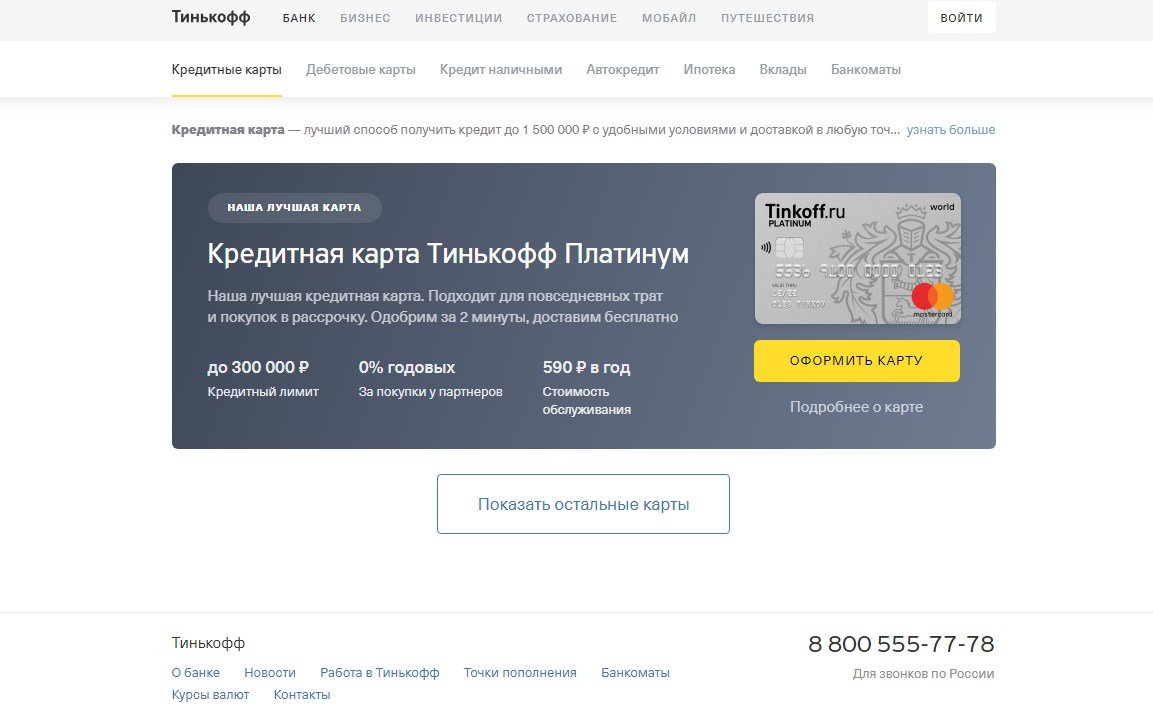 Тинькофф БАНК БИЗНЕС ИНВЕСТИЦИИ СТРАХОВАНИЕ МОБАЙЛ ПУТЕШЕСТВИЯ ВОЙТИ
Кредитные карты Дебетовые карты Кредит наличными Автокредит Ипотека Вклады Банкоматы
Кредитная карта — лучший способ получить кредит до 1 500 000 ₽ с удобными условиями и доставкой в любую точ... узнать больше
НАША ЛУЧШАЯ КАРТА
Кредитная карта Тинькофф Платинум
Наша лучшая кредитная карта. Подходит для повседневных трат
и покупок в рассрочку. Одобрим за 2 минуты, доставим бесплатно
до 300 000 ₽ 0% годовых 590 ₽ в год
Кредитный лимит За покупки у партнеров Стоимость
обслуживания
Tinkoff.ru world
PLATINUM
5536 9100 0000 0123
VALID THRU
12/22
OLEG TINKOV
mastercard
ОФОРМИТЬ КАРТУ
Подробнее о карте
Показать остальные карты
Тинькофф 8 800 555-77-78
О банке Новости Работа в Тинькофф Точки пополнения Банкоматы Для звонков по России
Курсы валют Контакты